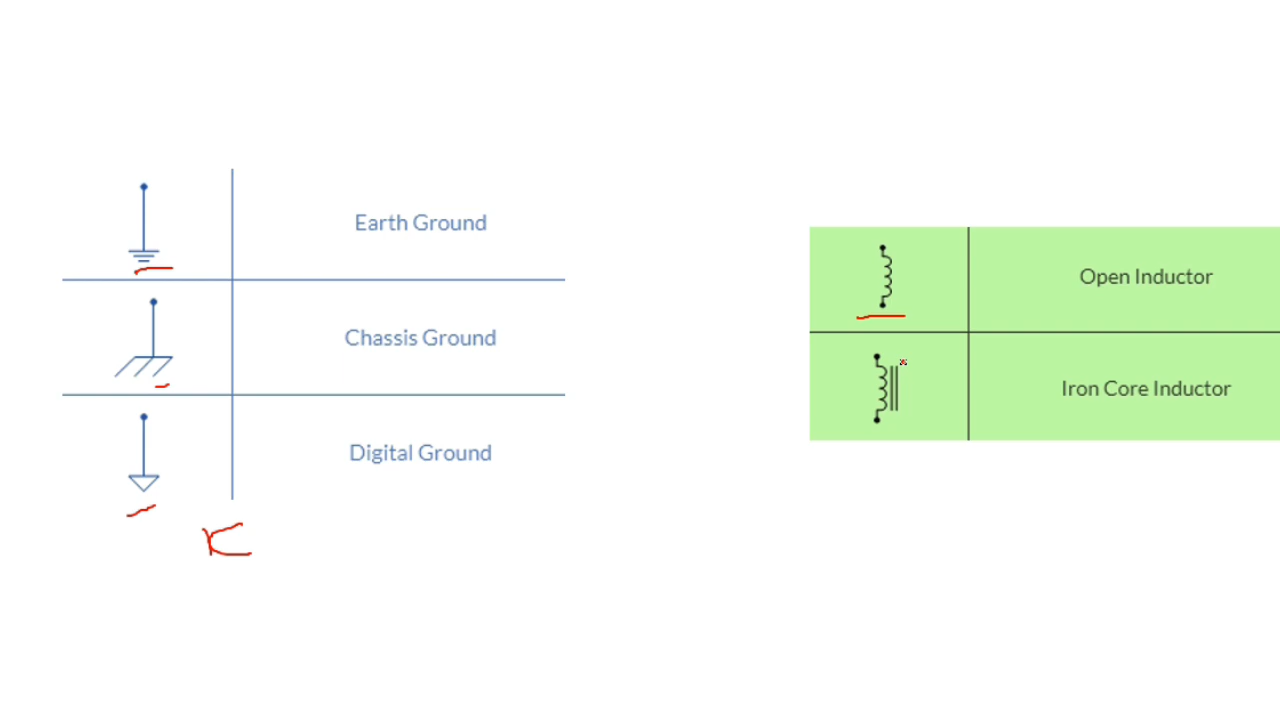 Earth Ground
Chassis Ground
Digital Ground
Open Inductor
Iron Core Inductor